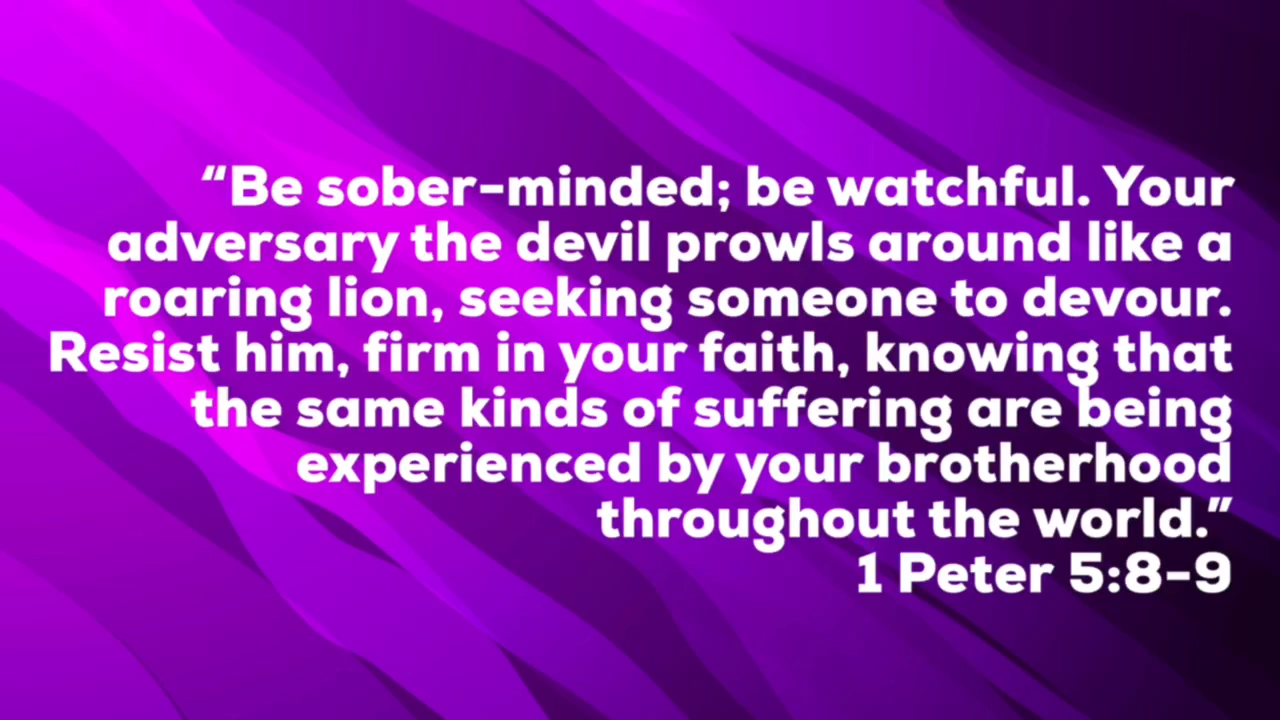 “Be sober-minded; be watchful. Your
adversary the devil prowls around like a
roaring lion, seeking someone to devour.
Resist him, firm in your faith, knowing that
the same kinds of suffering are being
experienced by your brotherhood
throughout the world.”
1 Peter 5:8-9